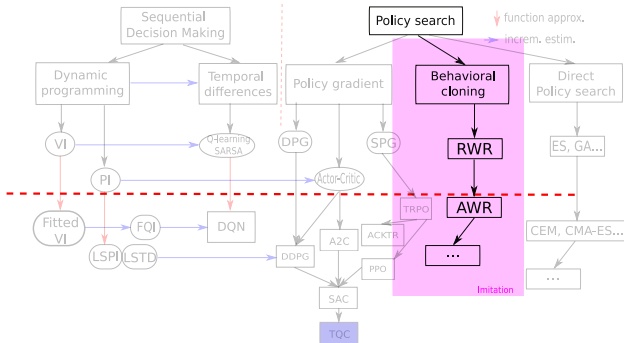 Sequential
Decision Making
Policy search
function approx.
increm. estim.
Dynamic
programming
Temporal
differences
Policy gradient
Behavioral
cloning
Direct
Policy search
VI
Q-learning
SARSA
DPG
SPG
RWR
ES, GA...
PI
Actor-Critic
TRPO
AWR
Fitted
VI
FQI
DQN
A2C
ACKTR
CEM, CMA-ES...
LSPI
LSTD
DDPG
PPO
...
...
Imitation
SAC
TQC